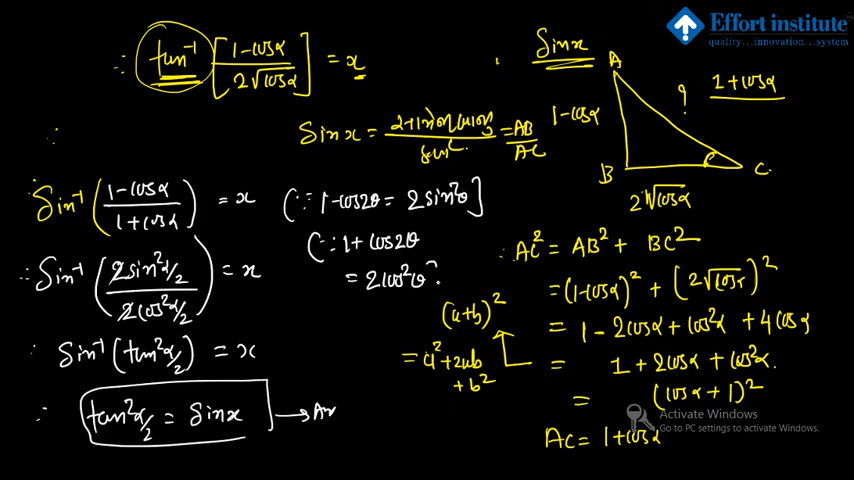 Effort institute
quality...innovation...system
∴ tan⁻¹ [ (1-cosα) / (2√cosα) ] = x
, Sinx
A
? 1+cosα
1-cosα
B
C
2√cosα
∴
Sin x = = AB/AC
Sin⁻¹ ( (1-cosα) / (1+cosα) ) = x
(∵ 1-cos2θ = 2sin²θ]
(∵ 1+cos2θ
= 2cos²θ
∴ Sin⁻¹ ( (2sin²α/2) / (2cos²α/2) ) = x
∴ Sin⁻¹ (tan²α/2) = x
∴ tan²α/2 = Sinx → An
∴ AC² = AB² + BC²
= (1-cosα)² + (2√cosα)²
= 1 - 2cosα + cos²α + 4cosα
= 1 + 2cosα + cos²α.
= (cosα + 1)²
AC = 1+cosα
(a+b)²
= a² + 2ab
+ b²
Activate Windows
Go to PC settings to activate Windows.